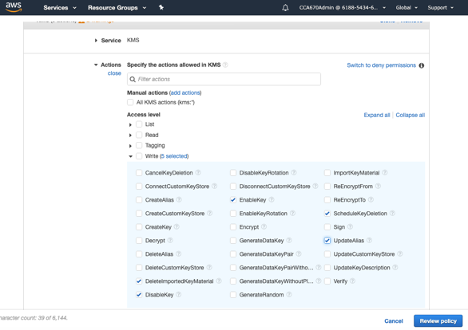 aws Services Resource Groups CCA670Admin @ 6188-5434-6... Global Support
Service KMS
Actions Specify the actions allowed in KMS
close
Switch to deny permissions
Filter actions
Manual actions (add actions)
All KMS actions (kms:*)
Access level
Expand all | Collapse all
List
Read
Tagging
Write (5 selected)
CancelKeyDeletion DisableKeyRotation ImportKeyMaterial
ConnectCustomKeyStore DisconnectCustomKeyStore ReEncryptFrom
CreateAlias EnableKey ReEncryptTo
CreateCustomKeyStore EnableKeyRotation ScheduleKeyDeletion
CreateKey Encrypt Sign
Decrypt GenerateDataKey UpdateAlias
DeleteAlias GenerateDataKeyPair UpdateCustomKeyStore
DeleteCustomKeyStore GenerateDataKeyPairWitho... UpdateKeyDescription
DeleteImportedKeyMaterial GenerateDataKeyWithoutPl... Verify
DisableKey GenerateRandom
haracter count: 39 of 6,144.
Cancel Review policy